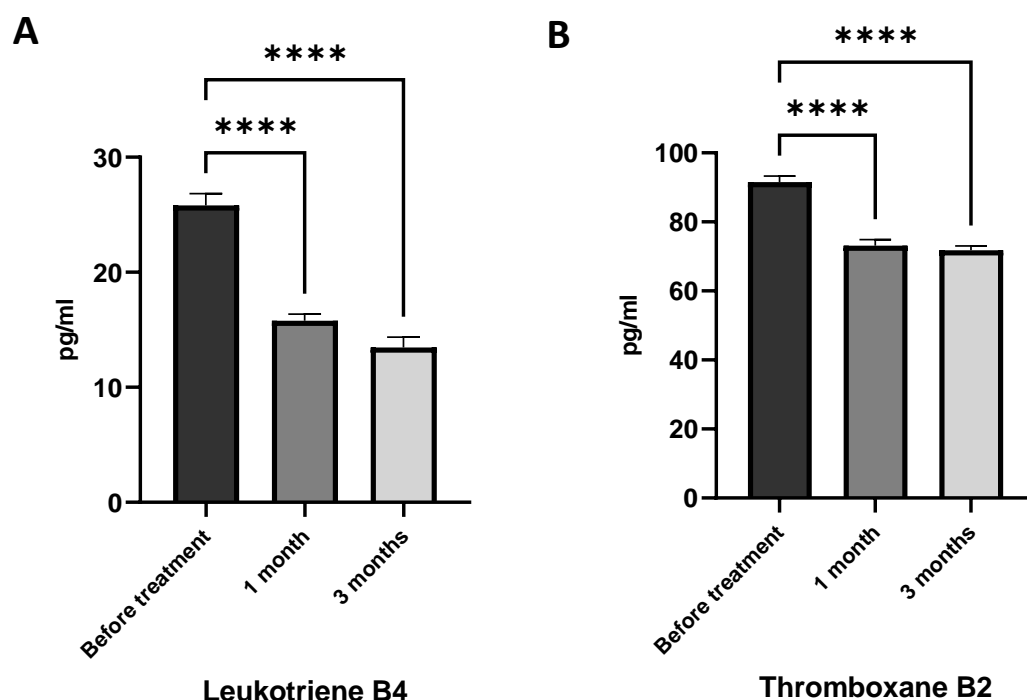 A
****
****
30
20
10
0
pg/ml
Before treatment
1 month
3 months
Leukotriene B4
B
****
****
100
80
60
40
20
0
pg/ml
Before treatment
1 month
3 months
Thromboxane B2